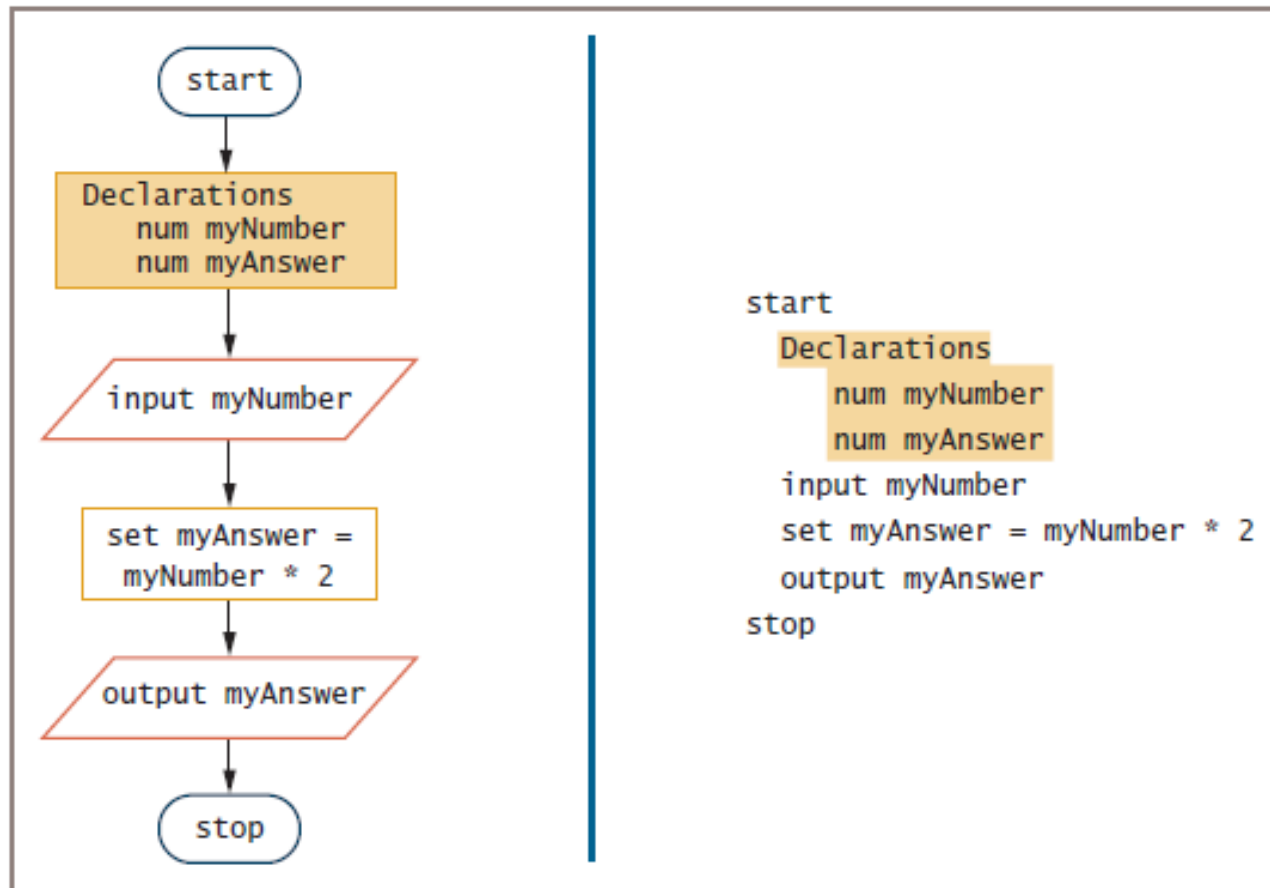 start
Declarations
num myNumber
num myAnswer
input myNumber
set myAnswer =
myNumber * 2
output myAnswer
stop
start
Declarations
num myNumber
num myAnswer
input myNumber
set myAnswer = myNumber * 2
output myAnswer
stop